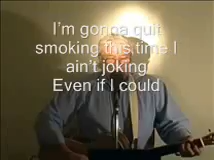 I'm gonna quit
smoking this time I
ain't joking
Even if I could